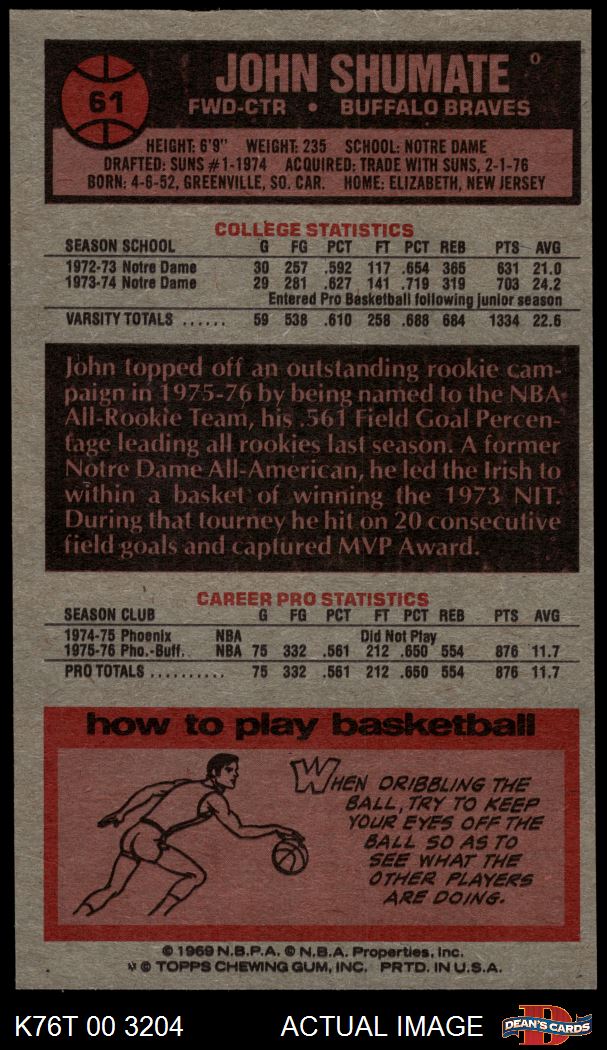 61
JOHN SHUMATE
FWD-CTR • BUFFALO BRAVES
HEIGHT: 6'9" WEIGHT: 235 SCHOOL: NOTRE DAME
DRAFTED: SUNS #1-1974 ACQUIRED: TRADE WITH SUNS, 2-1-76
BORN: 4-6-52, GREENVILLE, SO. CAR. HOME: ELIZABETH, NEW JERSEY
COLLEGE STATISTICS
SEASON SCHOOL G FG PCT FT PCT REB PTS AVG
1972-73 Notre Dame 30 257 .592 117 .654 365 631 21.0
1973-74 Notre Dame 29 281 .627 141 .719 319 703 24.2
Entered Pro Basketball following junior season
VARSITY TOTALS ...... 59 538 .610 258 .688 684 1334 22.6
John topped off an outstanding rookie cam-
paign in 1975-76 by being named to the NBA
All-Rookie Team, his .561 Field Goal Percen-
tage leading all rookies last season. A former
Notre Dame All-American, he led the Irish to
within a basket of winning the 1973 NIT.
During that tourney he hit on 20 consecutive
field goals and captured MVP Award.
CAREER PRO STATISTICS
SEASON CLUB G FG PCT FT PCT REB PTS AVG
1974-75 Phoenix NBA Did Not Play
1975-76 Pho.-Buff. NBA 75 332 .561 212 .650 554 876 11.7
PRO TOTALS .......... 75 332 .561 212 .650 554 876 11.7
how to play basketball
WHEN DRIBBLING THE
BALL, TRY TO KEEP
YOUR EYES OFF THE
BALL SO AS TO
SEE WHAT THE
OTHER PLAYERS
ARE DOING.
© 1969 N.B.P.A. © N.B.A. Properties, Inc.
© TOPPS CHEWING GUM, INC. PRTD. IN U.S.A.
K76T 00 3204 ACTUAL IMAGE DEAN'S CARDS